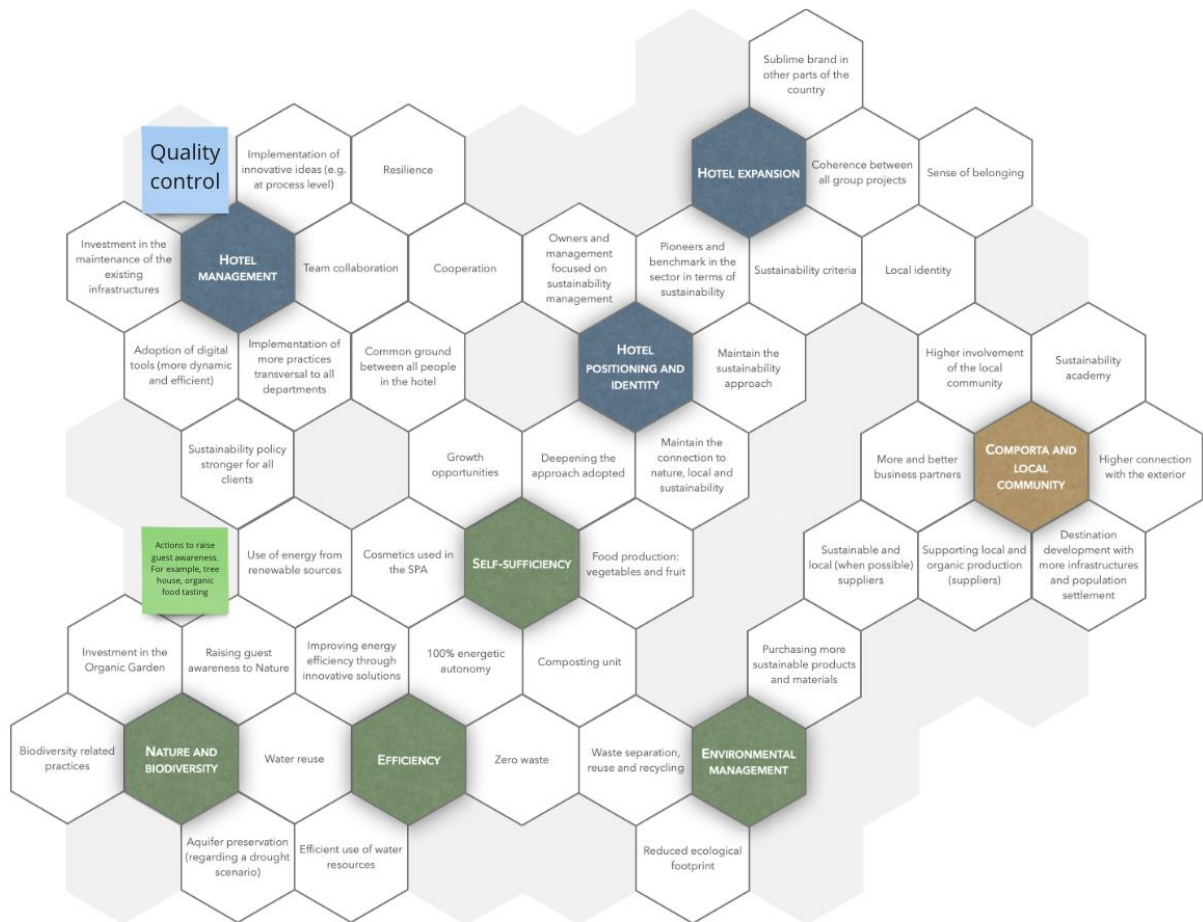 Sublime brand in
other parts of the
country
Quality
control
Implementation of
innovative ideas (e.g.
at process level)
Resilience
HOTEL EXPANSION
Coherence between
all group projects
Sense of belonging
Investment in the
maintenance of the
existing
infrastructures
HOTEL
MANAGEMENT
Team collaboration
Cooperation
Owners and
management
focused on
sustainability
management
Pioneers and
benchmark in the
sector in terms of
sustainability
Sustainability criteria
Local identity
Adoption of digital
tools (more dynamic
and efficient)
Implementation of
more practices
transversal to all
departments
Common ground
between all people
in the hotel
HOTEL
POSITIONING AND
IDENTITY
Maintain the
sustainability
approach
Higher involvement
of the local
community
Sustainability
academy
Sustainability policy
stronger for all
clients
Growth
opportunities
Deepening the
approach adopted
Maintain the
connection to
nature, local and
sustainability
More and better
business partners
COMPORTA AND
LOCAL
COMMUNITY
Higher connection
with the exterior
Actions to raise
guest awareness.
For example, tree
house, organic
food tasting
Use of energy from
renewable sources
Cosmetics used in
the SPA
SELF-SUFFICIENCY
Food production:
vegetables and fruit
Sustainable and
local (when possible)
suppliers
Supporting local and
organic production
(suppliers)
Destination
development with
more infrastructures
and population
settlement
Investment in the
Organic Garden
Raising guest
awareness to Nature
Improving energy
efficiency through
innovative solutions
100% energetic
autonomy
Composting unit
Purchasing more
sustainable products
and materials
Biodiversity related
practices
NATURE AND
BIODIVERSITY
Water reuse
EFFICIENCY
Zero waste
Waste separation,
reuse and recycling
ENVIRONMENTAL
MANAGEMENT
Aquifer preservation
(regarding a drought
scenario)
Efficient use of water
resources
Reduced ecological
footprint